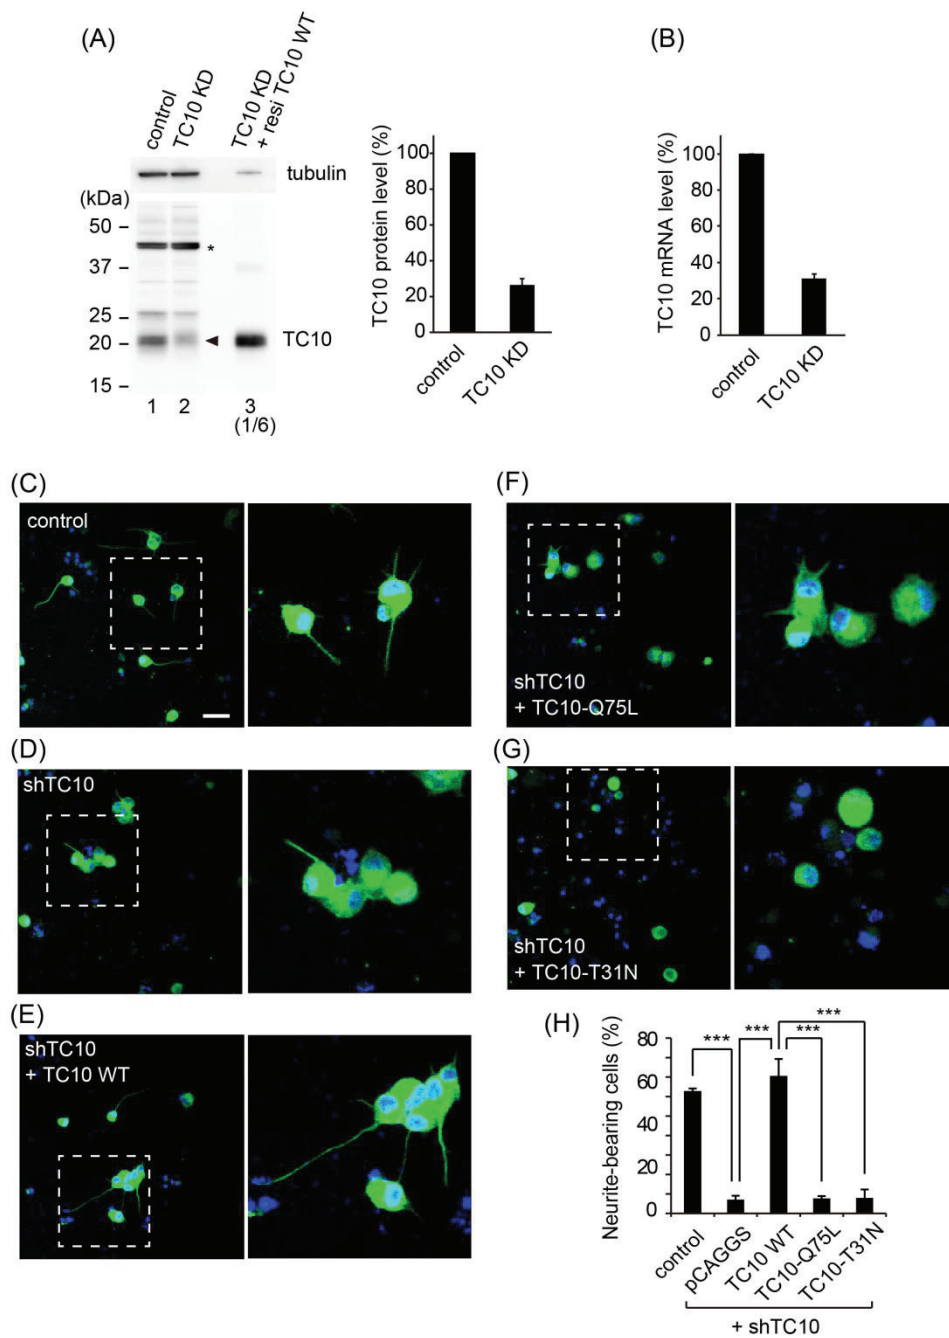 (A)
control
TC10 KD
TC10 KD
+ resi TC10 WT
tubulin
(kDa)
50
37
25
20
15
*
TC10
1 2 3
(1/6)
TC10 protein level (%)
100
80
60
40
20
0
control
TC10 KD
(B)
TC10 mRNA level (%)
100
80
60
40
20
0
control
TC10 KD
(C)
control
(D)
shTC10
(E)
shTC10
+ TC10 WT
(F)
shTC10
+ TC10-Q75L
(G)
shTC10
+ TC10-T31N
(H)
Neurite-bearing cells (%)
80
60
60
40
20
0
***
***
***
***
control
pCAGGS
TC10 WT
TC10-Q75L
TC10-T31N
+ shTC10